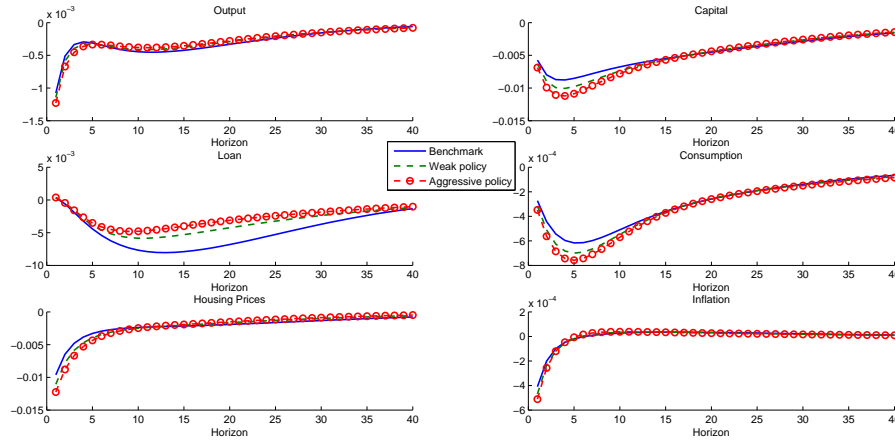 Output
x 10⁻³
0
−0.5
−1
−1.5
0 5 10 15 20 25 30 35 40
Horizon
Capital
0
−0.005
−0.01
−0.015
0 5 10 15 20 25 30 35 40
Horizon
Benchmark
Weak policy
Aggressive policy
Loan
x 10⁻³
5
0
−5
−10
0 5 10 15 20 25 30 35 40
Horizon
Consumption
x 10⁻⁴
0
−2
−4
−6
−8
0 5 10 15 20 25 30 35 40
Horizon
Housing Prices
0
−0.005
−0.01
−0.015
0 5 10 15 20 25 30 35 40
Horizon
Inflation
x 10⁻⁴
2
0
−2
−4
−6
0 5 10 15 20 25 30 35 40
Horizon